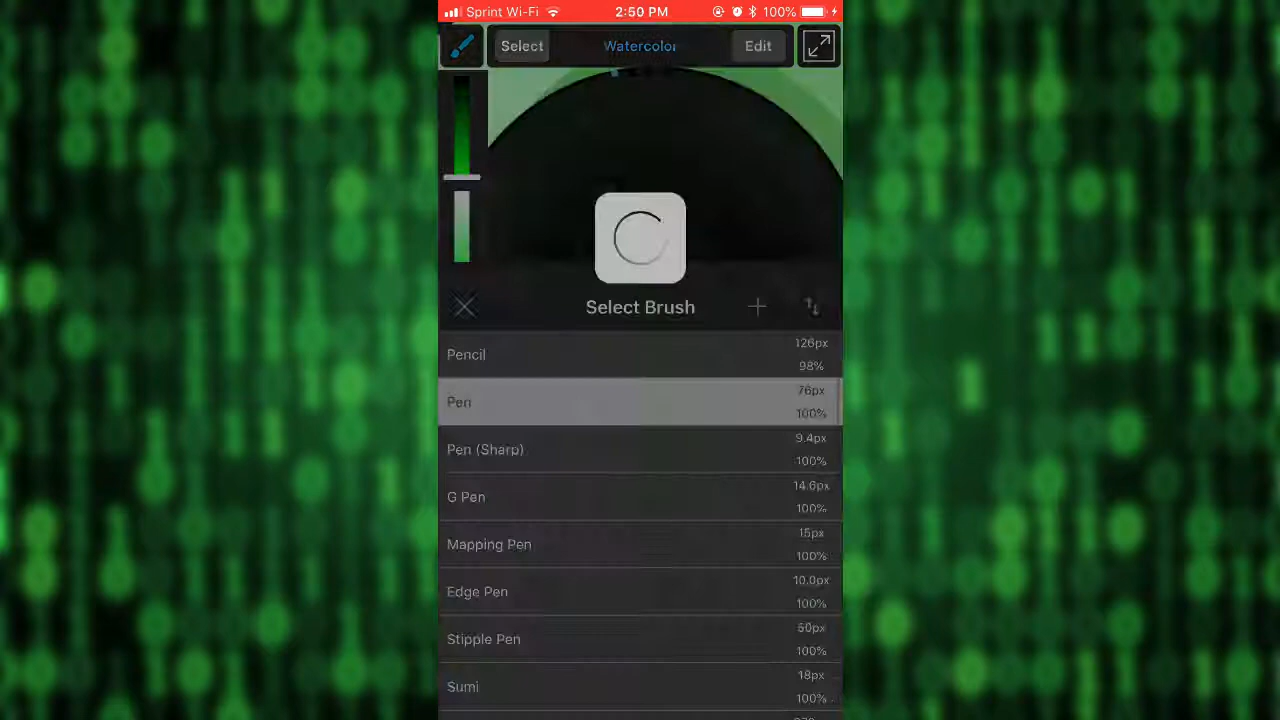 Sprint Wi-Fi 2:50 PM 100%
Select Watercolor Edit
Select Brush
Pencil 126px 98%
Pen 76px 100%
Pen (Sharp) 9.4px 100%
G Pen 14.6px 100%
Mapping Pen 15px 100%
Edge Pen 10.0px 100%
Stipple Pen 50px 100%
Sumi 18px 100%